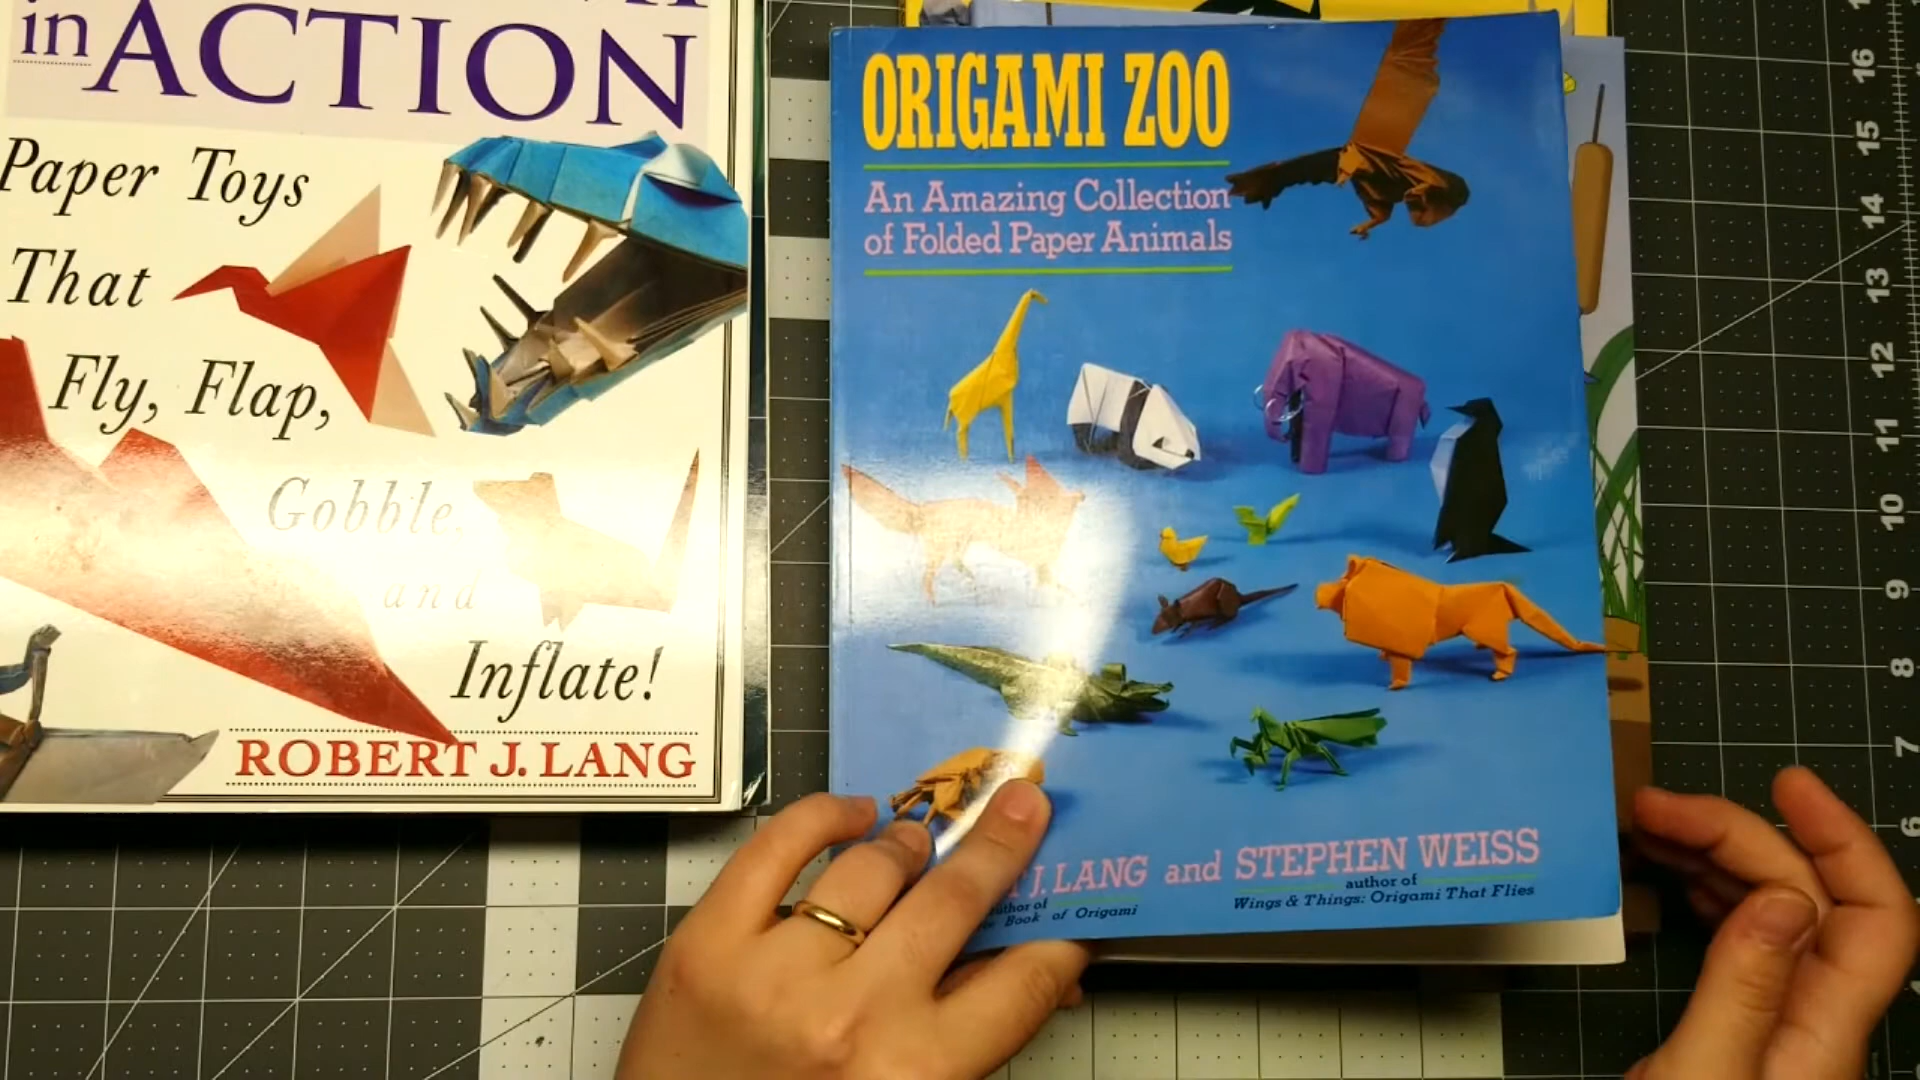 in ACTION
Paper Toys
That
Fly, Flap,
Gobble,
and
Inflate!
ROBERT J. LANG
ORIGAMI ZOO
An Amazing Collection
of Folded Paper Animals
J. LANG and STEPHEN WEISS
author of
Book of Origami
author of
Wings & Things: Origami That Flies
16
15
14
13
12
11
10
9
8
7
6